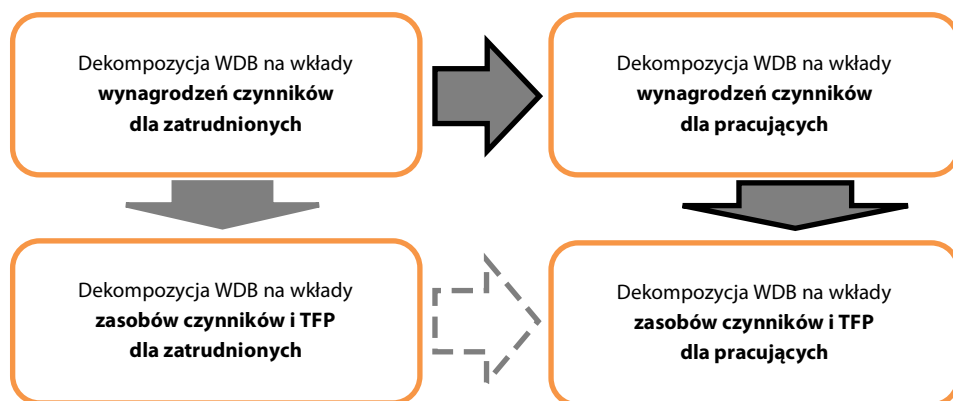 Dekompozycja WDB na wkłady
wynagrodzeń czynników
dla zatrudnionych
Dekompozycja WDB na wkłady
wynagrodzeń czynników
dla pracujących
Dekompozycja WDB na wkłady
zasobów czynników i TFP
dla zatrudnionych
Dekompozycja WDB na wkłady
zasobów czynników i TFP
dla pracujących